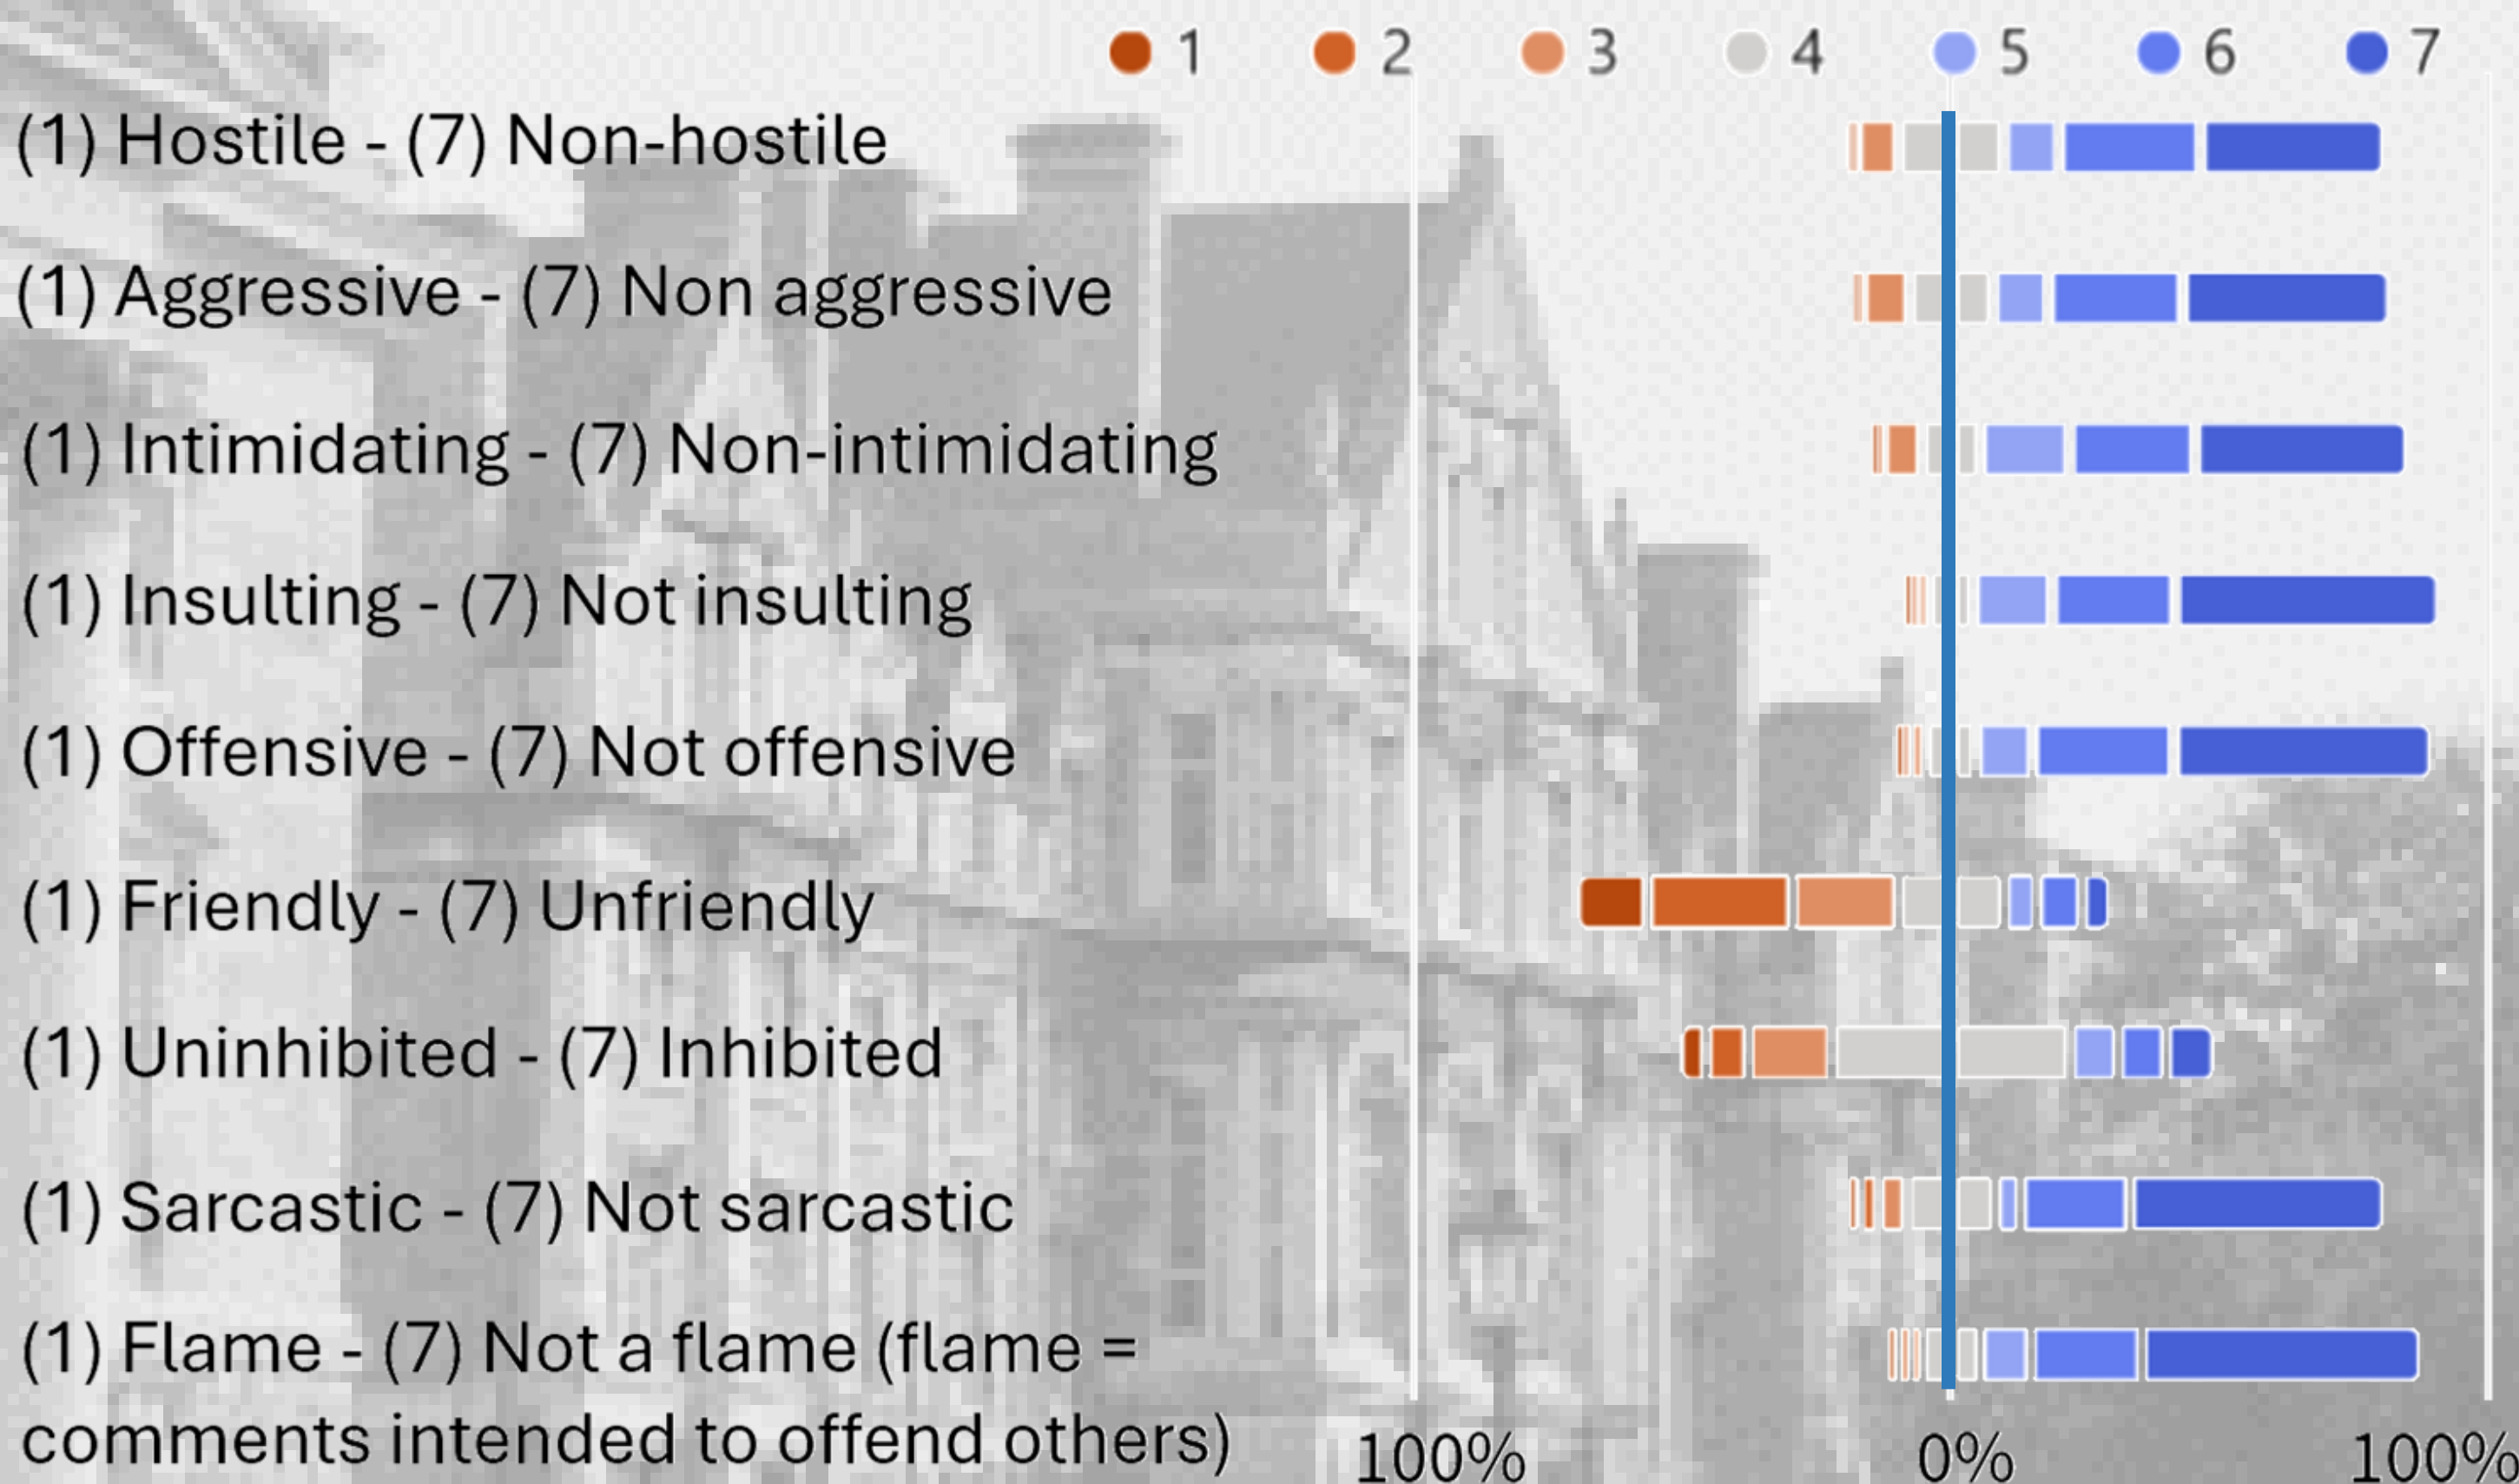 1 2 3 4 5 6 7
(1) Hostile - (7) Non-hostile
(1) Aggressive - (7) Non aggressive
(1) Intimidating - (7) Non-intimidating
(1) Insulting - (7) Not insulting
(1) Offensive - (7) Not offensive
(1) Friendly - (7) Unfriendly
(1) Uninhibited - (7) Inhibited
(1) Sarcastic - (7) Not sarcastic
(1) Flame - (7) Not a flame (flame =
comments intended to offend others)
100% 0% 100%